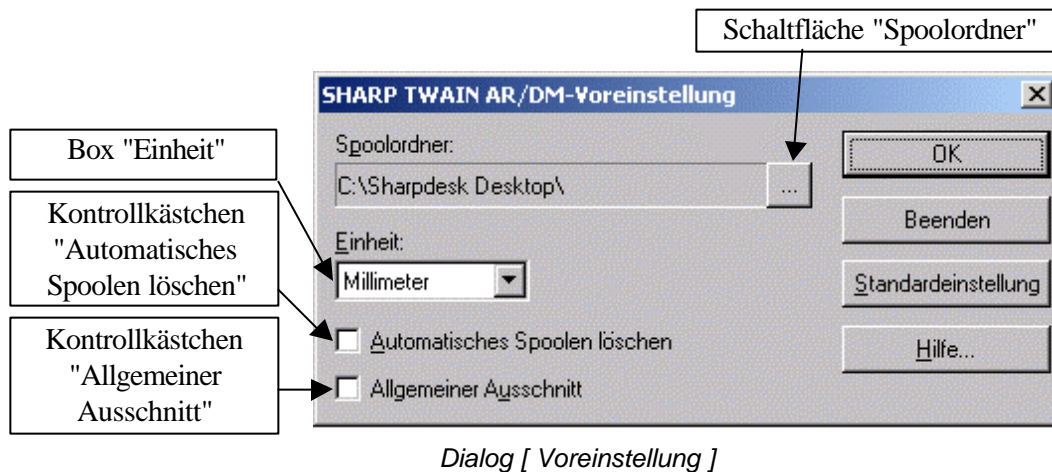 Schaltfläche "Spoolordner"
SHARP TWAIN AR/DM-Voreinstellung
Box "Einheit"
Spoolordner:
OK
C:\Sharpdesk Desktop\
...
Kontrollkästchen
"Automatisches
Spoolen löschen"
Beenden
Einheit:
Millimeter
Standardeinstellung
Kontrollkästchen
"Allgemeiner
Ausschnitt"
Automatisches Spoolen löschen
Hilfe...
Allgemeiner Ausschnitt
Dialog [ Voreinstellung ]